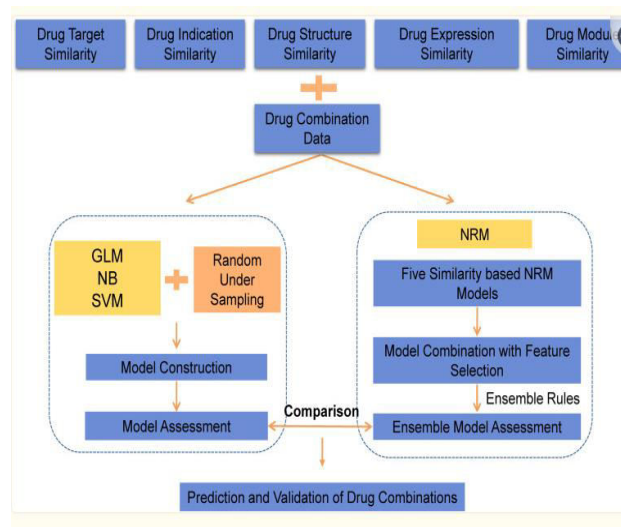 Drug Target
Similarity
Drug Indication
Similarity
Drug Structure
Similarity
Drug Expression
Similarity
Drug Module
Similarity
Drug Combination
Data
GLM
NB
SVM
Random
Under
Sampling
Model Construction
Model Assessment
NRM
Five Similarity based NRM
Models
Model Combination with Feature
Selection
Ensemble Rules
Ensemble Model Assessment
Comparison
Prediction and Validation of Drug Combinations